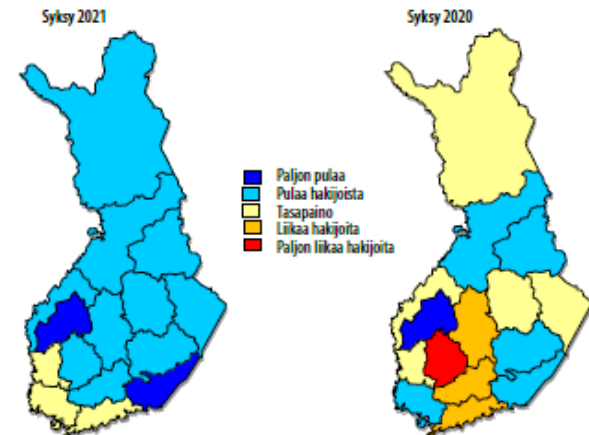 Syksy 2021
Syksy 2020
Paljon pulaa
Pulaa hakijoista
Tasapaino
Liikaa hakijoita
Paljon liikaa hakijoita